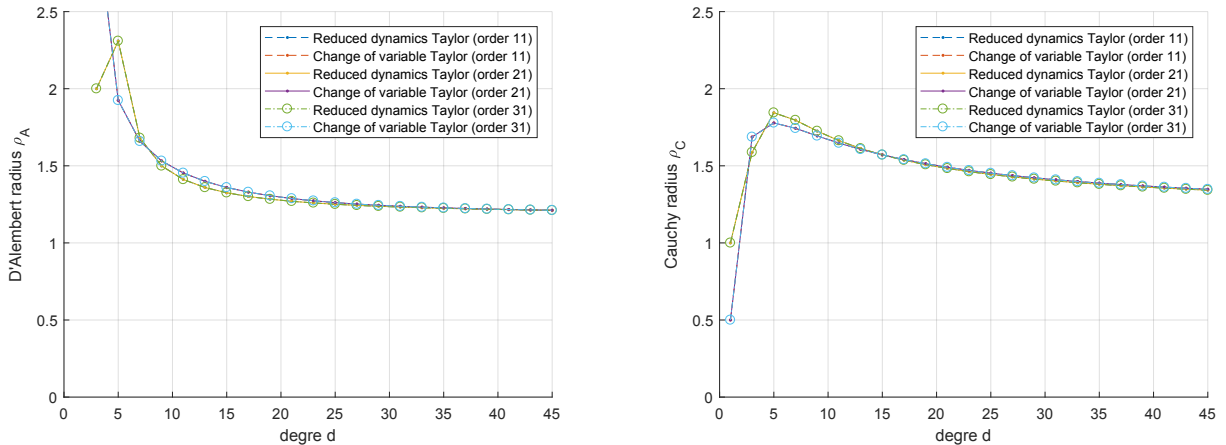 2.5
2
1.5
1
0.5
0
D'Alembert radius ρ_A
0 5 10 15 20 25 30 35 40 45
degre d
Reduced dynamics Taylor (order 11)
Change of variable Taylor (order 11)
Reduced dynamics Taylor (order 21)
Change of variable Taylor (order 21)
Reduced dynamics Taylor (order 31)
Change of variable Taylor (order 31)
2.5
2
1.5
1
0.5
0
Cauchy radius ρ_C
0 5 10 15 20 25 30 35 40 45
degre d
Reduced dynamics Taylor (order 11)
Change of variable Taylor (order 11)
Reduced dynamics Taylor (order 21)
Change of variable Taylor (order 21)
Reduced dynamics Taylor (order 31)
Change of variable Taylor (order 31)